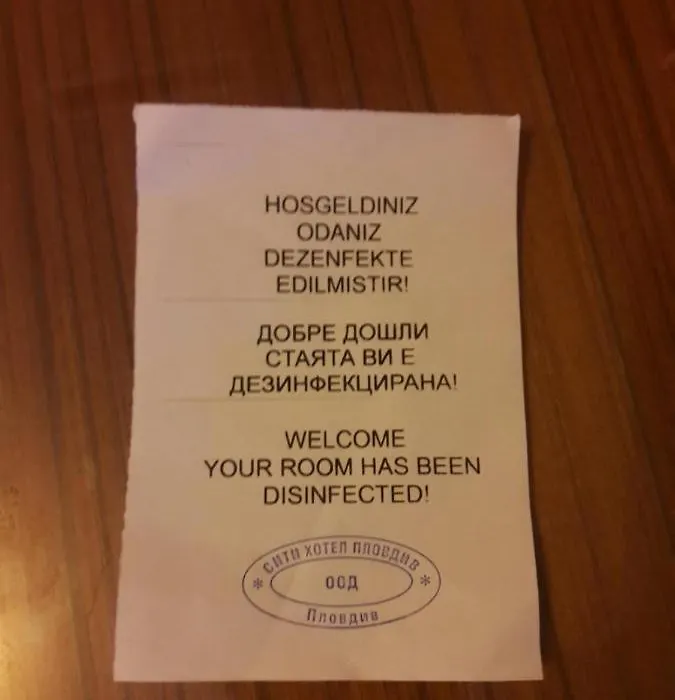 HOSGELDINIZ
ODANIZ
DEZENFEKTE
EDILMISTIR!
ДОБРЕ ДОШЛИ
СТАЯТА ВИ Е
ДЕЗИНФЕКЦИРАНА!
WELCOME
YOUR ROOM HAS BEEN
DISINFECTED!
* СИТИ ХОТЕЛ ПЛОВДИВ *
ООД
Пловдив